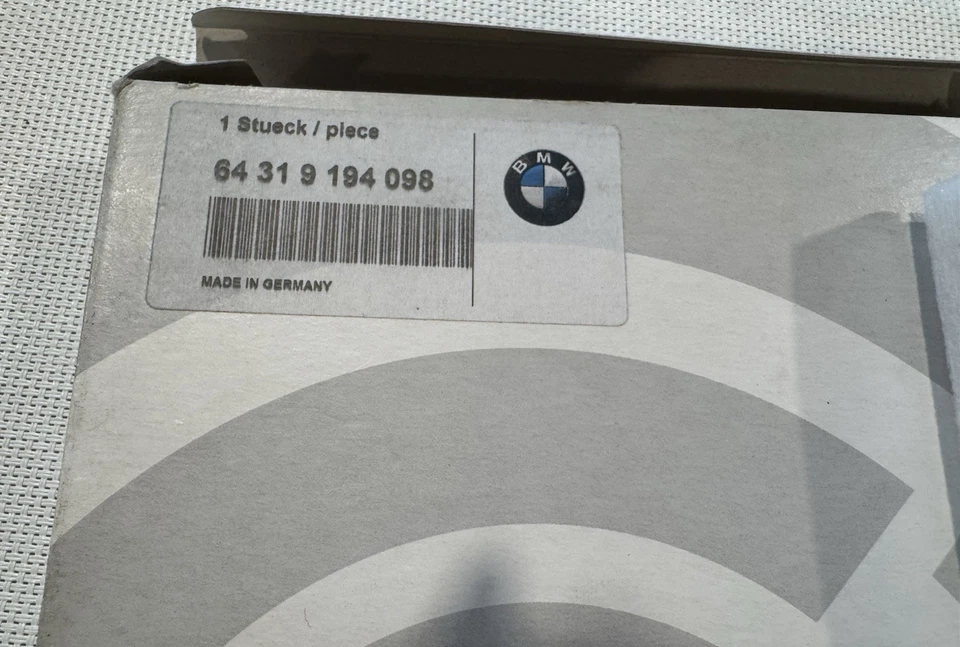 1 Stueck / piece
64 31 9 194 098
MADE IN GERMANY
BMW